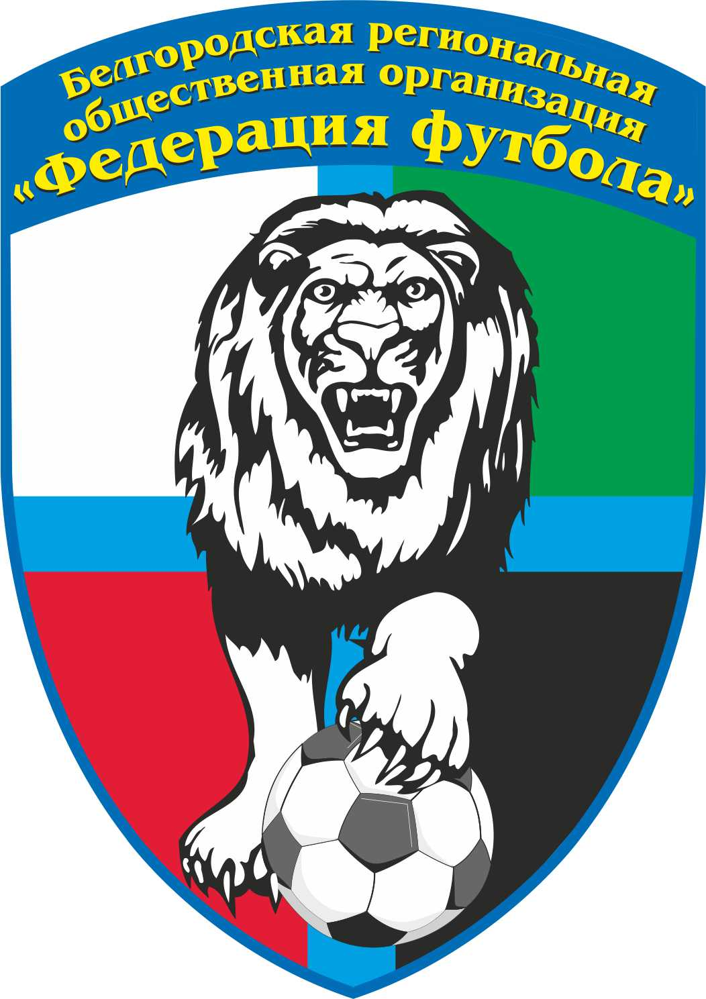 Белгородская региональная
общественная организация
«Федерация футбола»